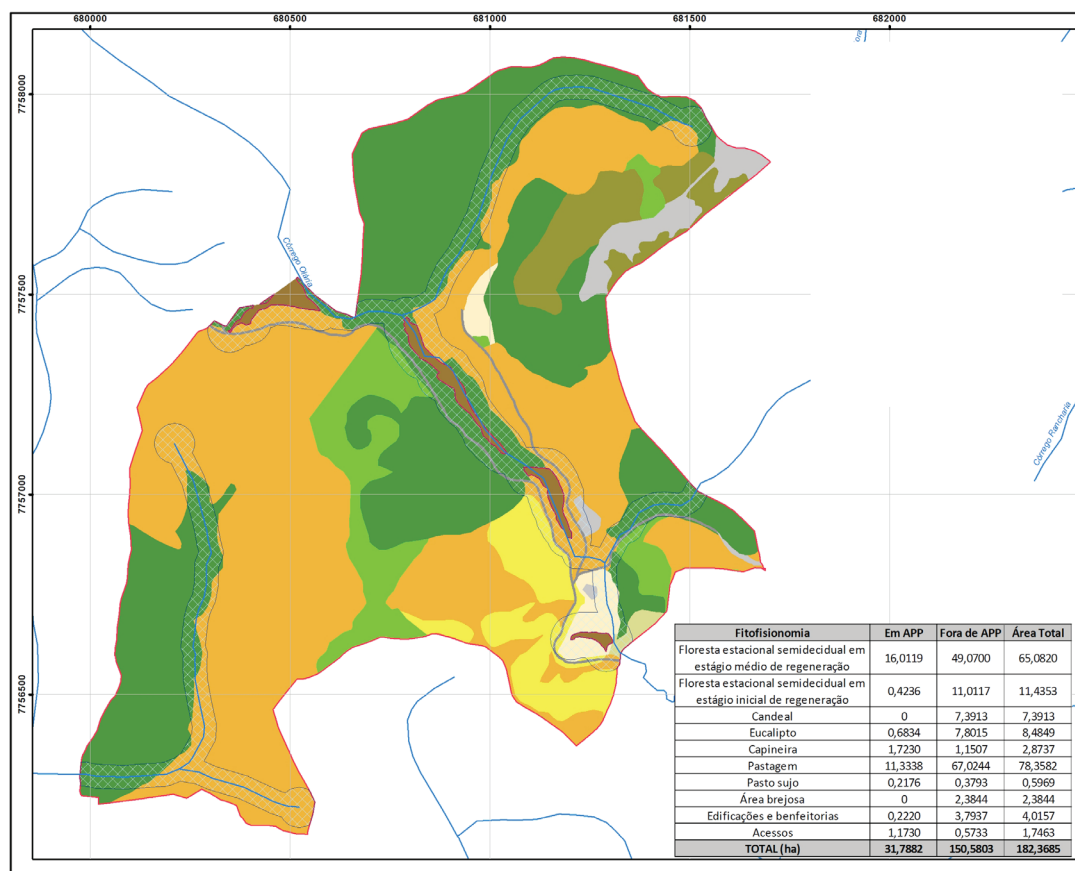 680000 680500 681000 681500 682000
7758000
7757500
7757000
7756500
Córrego Olária
Córrego Rancharia
Fitofisionomia Em APP Fora de APP Área Total
Floresta estacional semidecidual em
estágio médio de regeneração 16,0119 49,0700 65,0820
Floresta estacional semidecidual em
estágio inicial de regeneração 0,4236 11,0117 11,4353
Candeal 0 7,3913 7,3913
Eucalipto 0,6834 7,8015 8,4849
Capineira 1,7230 1,1507 2,8737
Pastagem 11,3338 67,0244 78,3582
Pasto sujo 0,2176 0,3793 0,5969
Área brejosa 0 2,3844 2,3844
Edificações e benfeitorias 0,2220 3,7937 4,0157
Acessos 1,1730 0,5733 1,7463
TOTAL (ha) 31,7882 150,5803 182,3685